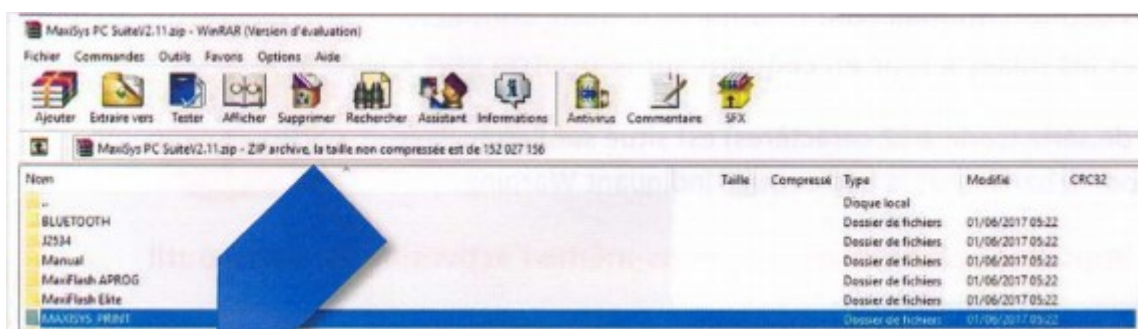 MaxiSys PC SuiteV2.11.zip - WinRAR (Version d'évaluation)
Fichier Commandes Outils Favoris Options Aide
Ajouter Extraire vers Tester Afficher Supprimer Rechercher Assistant Informations Antivirus Commentaire SFX
MaxiSys PC SuiteV2.11.zip - ZIP archive, la taille non compressée est de 152 027 156
Nom Taille Compressé Type Modifié CRC32
.. Disque local
BLUETOOTH Dossier de fichiers 01/06/2017 05:22
J2534 Dossier de fichiers 01/06/2017 05:22
Manual Dossier de fichiers 01/06/2017 05:22
MaxiFlash APROG Dossier de fichiers 01/06/2017 05:22
MaxiFlash Elite Dossier de fichiers 01/06/2017 05:22
MAXISYS PRINT Dossier de fichiers 01/06/2017 05:22